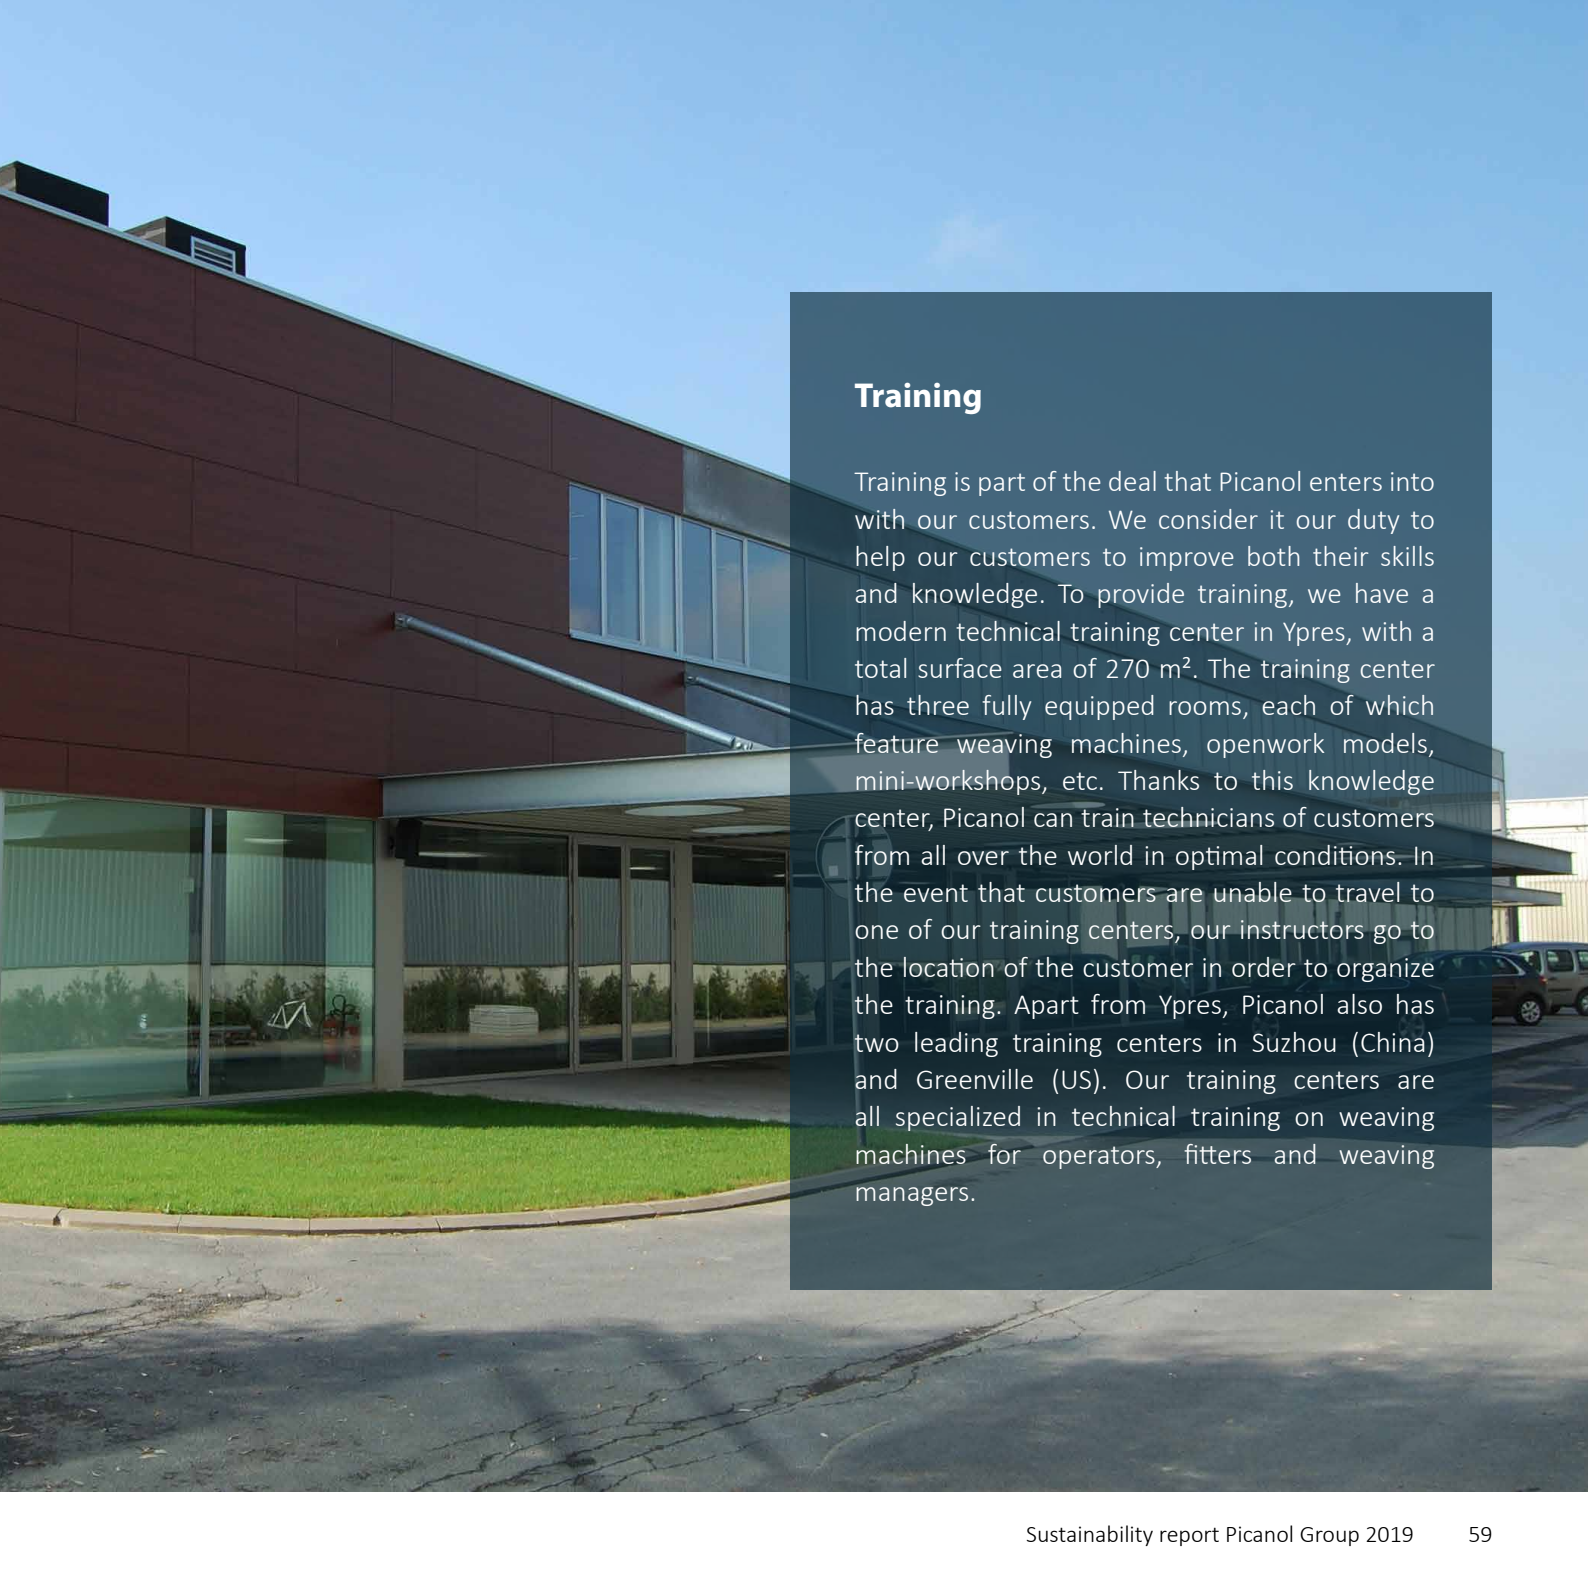 Training
Training is part of the deal that Picanol enters into
with our customers. We consider it our duty to
help our customers to improve both their skills
and knowledge. To provide training, we have a
modern technical training center in Ypres, with a
total surface area of 270 m². The training center
has three fully equipped rooms, each of which
feature weaving machines, openwork models,
mini-workshops, etc. Thanks to this knowledge
center, Picanol can train technicians of customers
from all over the world in optimal conditions. In
the event that customers are unable to travel to
one of our training centers, our instructors go to
the location of the customer in order to organize
the training. Apart from Ypres, Picanol also has
two leading training centers in Suzhou (China)
and Greenville (US). Our training centers are
all specialized in technical training on weaving
machines for operators, fitters and weaving
managers.
Sustainability report Picanol Group 2019 59